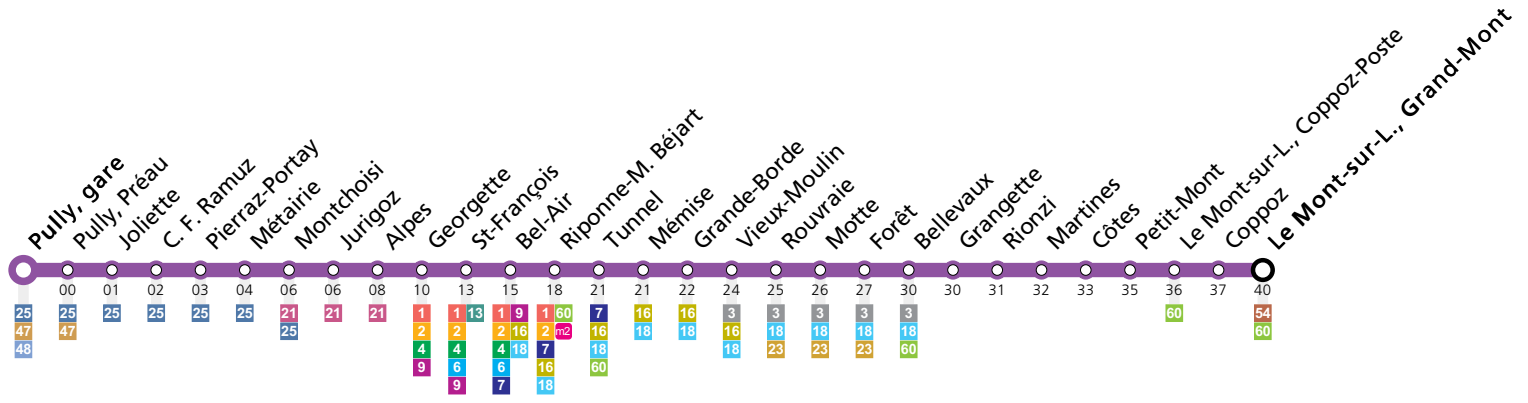 Pully, gare
Pully, Préau
Joliette
C. F. Ramuz
Pierraz-Portay
Métairie
Montchoisi
Jurigoz
Alpes
Georgette
St-François
Bel-Air
Riponne-M. Béjart
Tunnel
Mémise
Grande-Borde
Vieux-Moulin
Rouvraie
Motte
Forêt
Bellevaux
Grangette
Rionzi
Martines
Côtes
Petit-Mont
Le Mont-sur-L., Coppoz-Poste
Coppoz
Le Mont-sur-L., Grand-Mont
00 01 02 03 04 06 06 08 10 13 15 18 21 21 22 24 25 26 27 30 30 31 32 33 35 36 37 40
25 25 25 25 25 25 21 21 21 1 1 13 1 9 2 60 7 16 16 3 3 3 3 3 60 54
47 47 25 2 2 2 16 2 m2 16 18 18 16 18 18 18 18 60
48 4 4 4 18 7 18 18 23 23 23 60
9 6 6 16 60
9 7 18